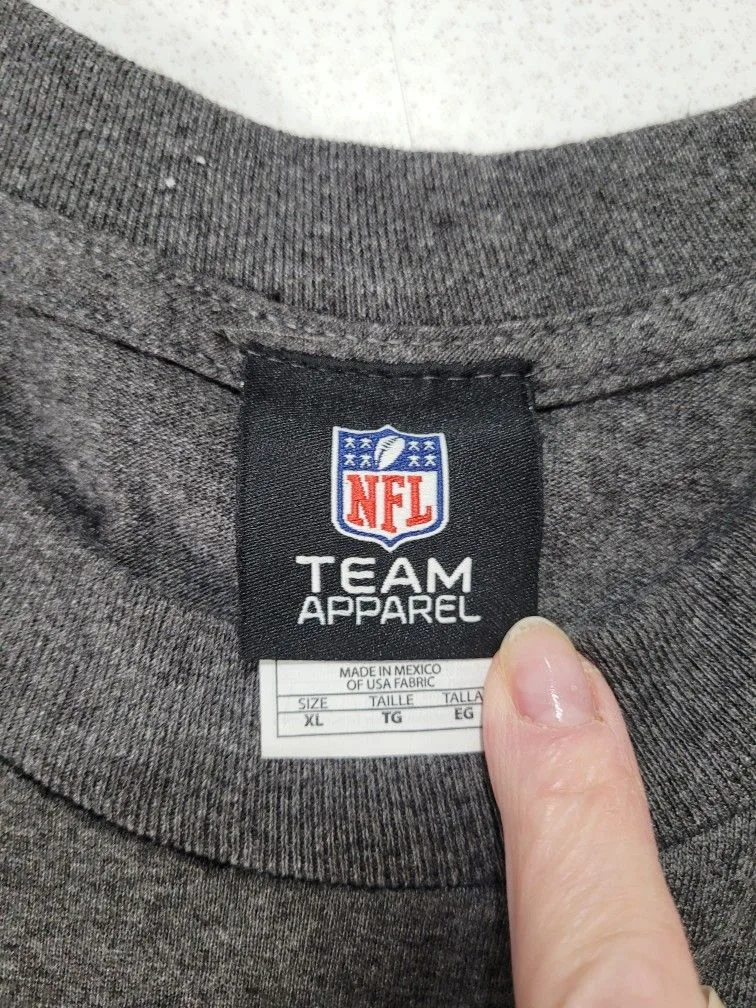 NFL
TEAM
APPAREL
MADE IN MEXICO
OF USA FABRIC
SIZE TAILLE TALLA
XL TG EG